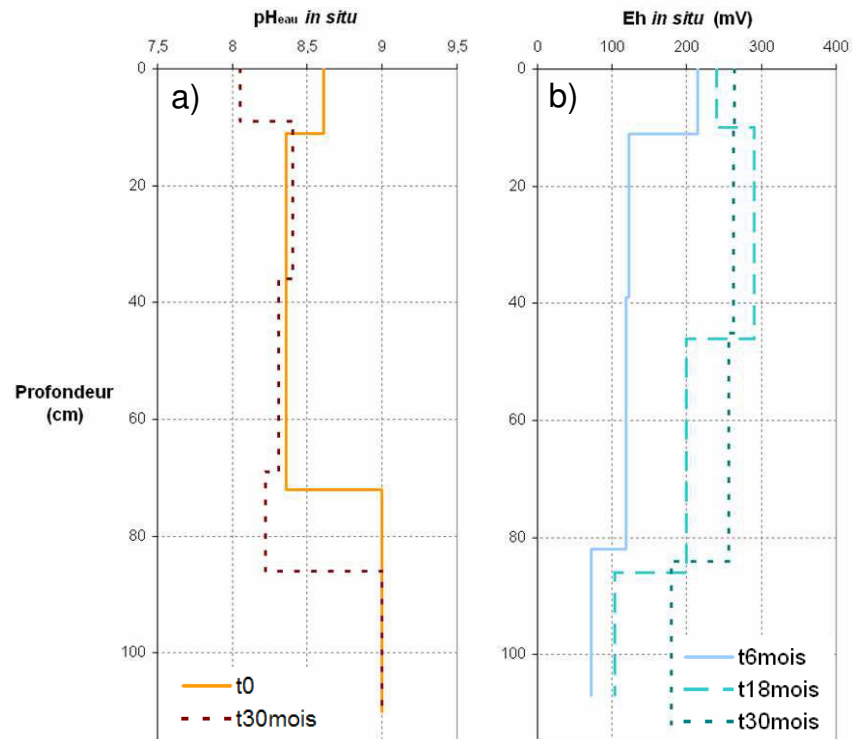 pHeau in situ
7,5 8 8,5 9 9,5
a)
0
20
40
60
80
100
Profondeur
(cm)
t0
t30mois
Eh in situ (mV)
0 100 200 300 400
b)
0
20
40
60
80
100
t6mois
t18mois
t30mois